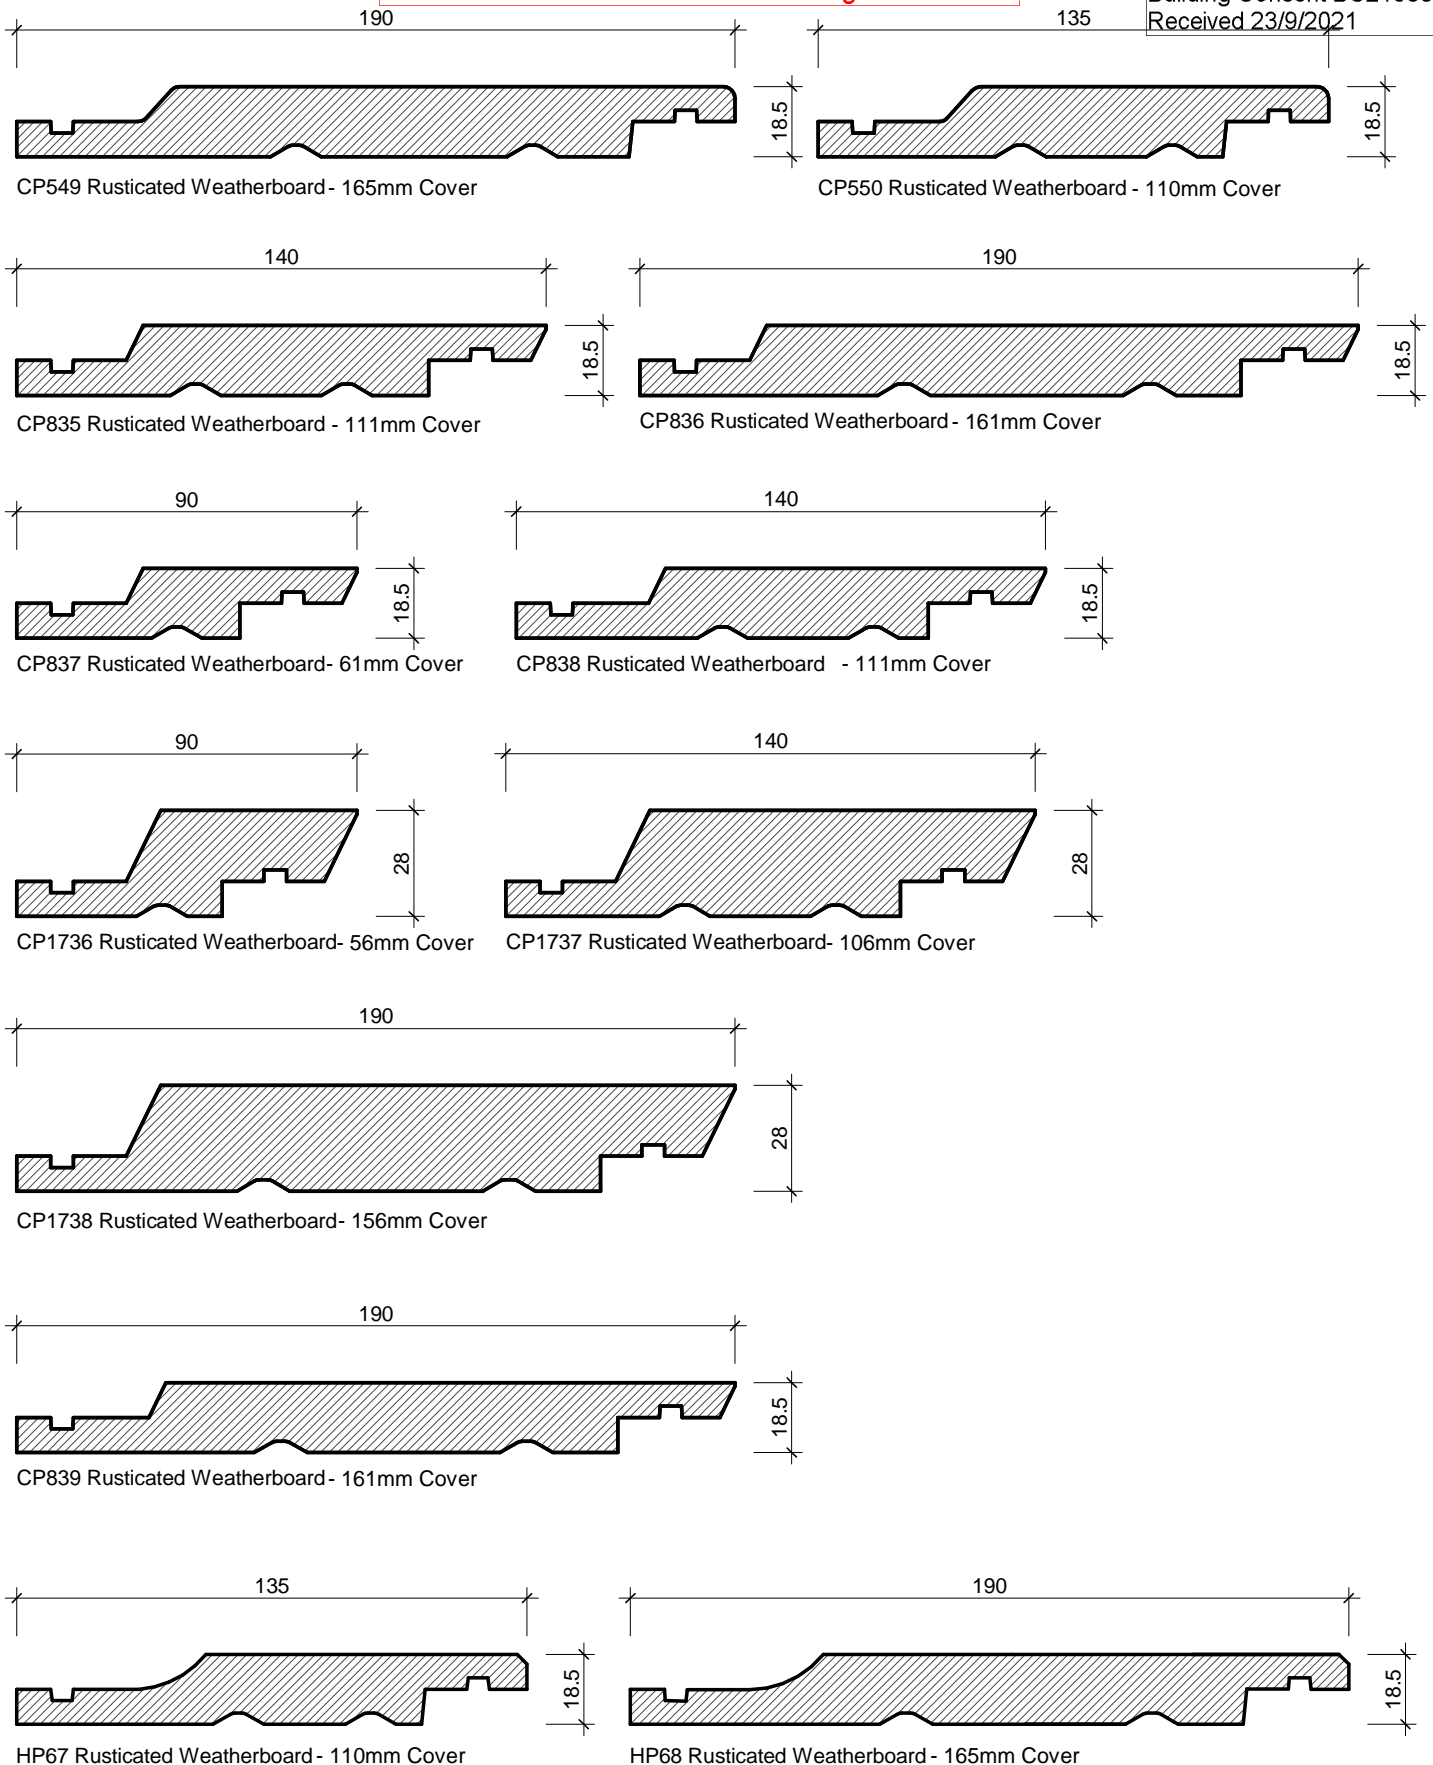 Received 23/9/2021
190
135
18.5
18.5
CP549 Rusticated Weatherboard - 165mm Cover
CP550 Rusticated Weatherboard - 110mm Cover
140
190
18.5
18.5
CP835 Rusticated Weatherboard - 111mm Cover
CP836 Rusticated Weatherboard - 161mm Cover
90
140
18.5
18.5
CP837 Rusticated Weatherboard- 61mm Cover
CP838 Rusticated Weatherboard - 111mm Cover
90
140
28
28
CP1736 Rusticated Weatherboard- 56mm Cover
CP1737 Rusticated Weatherboard- 106mm Cover
190
28
CP1738 Rusticated Weatherboard- 156mm Cover
190
18.5
CP839 Rusticated Weatherboard - 161mm Cover
135
190
18.5
18.5
HP67 Rusticated Weatherboard - 110mm Cover
HP68 Rusticated Weatherboard - 165mm Cover